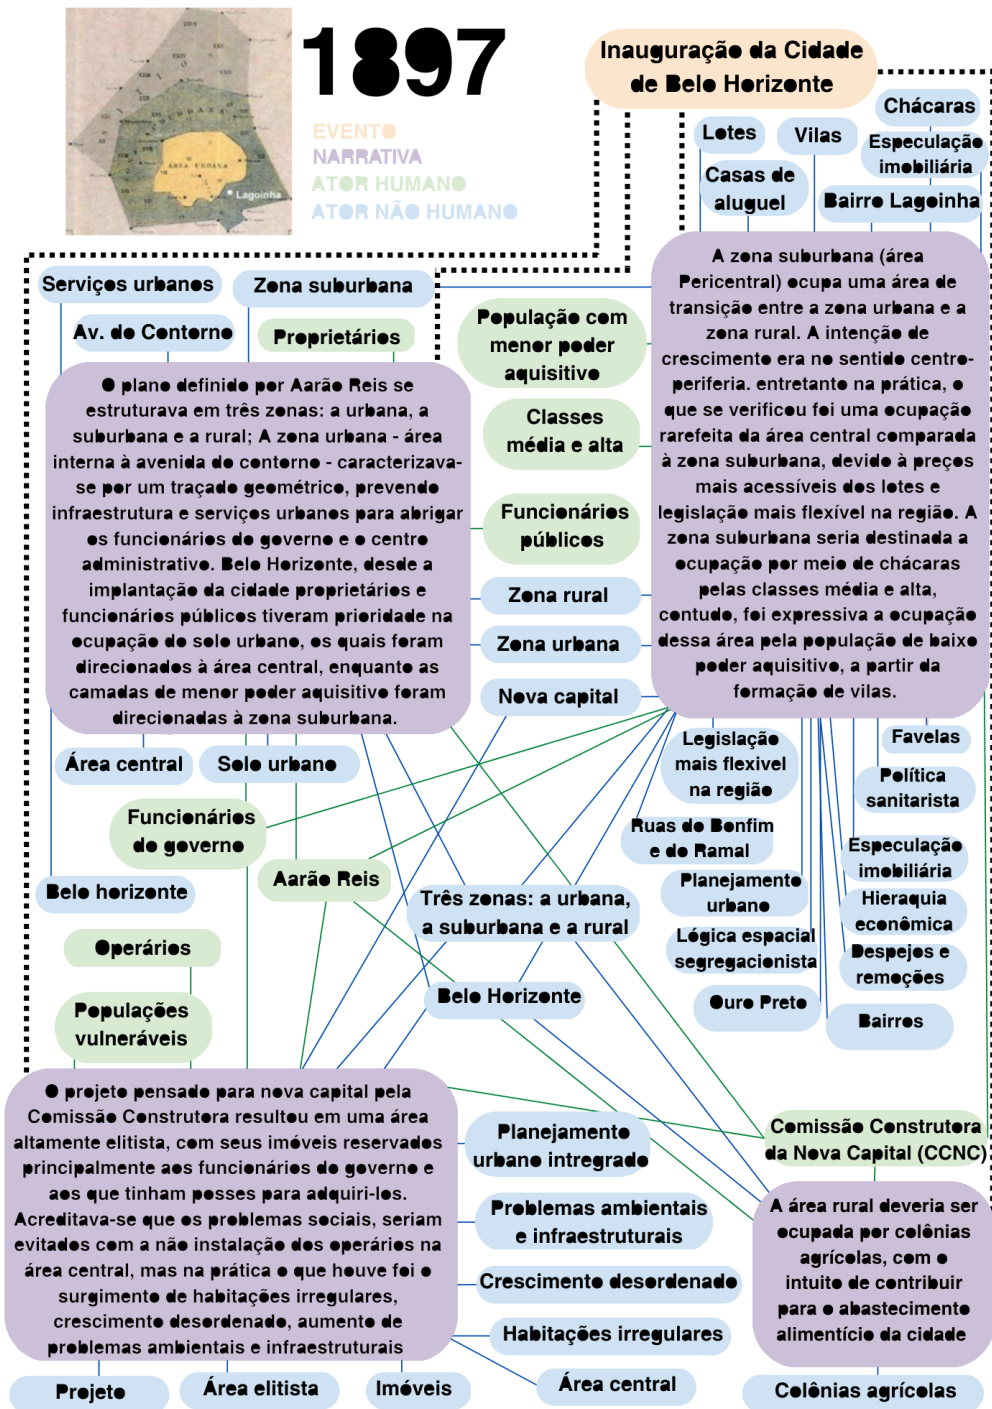 1897
EVENTO
NARRATIVA
ATOR HUMANO
ATOR NÃO HUMANO
ÁREA URBANA
Lagoinha
Inauguração da Cidade
de Belo Horizonte
Chácaras
Lotes
Vilas
Especulação
imobiliária
Casas de
aluguel
Bairro Lagoinha
A zona suburbana (área
Pericentral) ocupa uma área de
transição entre a zona urbana e a
zona rural. A intenção de
crescimento era no sentido centro-
periferia. entretanto na prática, o
que se verificou foi uma ocupação
rarefeita da área central comparada
à zona suburbana, devido à preços
mais acessíveis dos lotes e
legislação mais flexível na região. A
zona suburbana seria destinada a
ocupação por meio de chácaras
pelas classes média e alta,
contudo, foi expressiva a ocupação
dessa área pela população de baixo
poder aquisitivo, a partir da
formação de vilas.
Serviços urbanos
Zona suburbana
Av. do Contorno
Proprietários
População com
menor poder
aquisitivo
Classes
média e alta
Funcionários
públicos
Zona rural
Zona urbana
Nova capital
O plano definido por Aarão Reis se
estruturava em três zonas: a urbana, a
suburbana e a rural; A zona urbana - área
interna à avenida do contorno - caracterizava-
se por um traçado geométrico, prevendo
infraestrutura e serviços urbanos para abrigar
os funcionários do governo e o centro
administrativo. Belo Horizonte, desde a
implantação da cidade proprietários e
funcionários públicos tiveram prioridade na
ocupação do solo urbano, os quais foram
direcionados à área central, enquanto as
camadas de menor poder aquisitivo foram
direcionadas à zona suburbana.
Área central
Solo urbano
Funcionários
do governo
Aarão Reis
Belo horizonte
Legislação
mais flexivel
na região
Favelas
Política
sanitarista
Ruas do Bonfim
e do Ramal
Especulação
imobiliária
Planejamento
urbano
Hieraquia
econômica
Três zonas: a urbana,
a suburbana e a rural
Lógica espacial
segregacionista
Despejos e
remoções
Operários
Belo Horizonte
Ouro Preto
Bairros
Populações
vulneráveis
O projeto pensado para nova capital pela
Comissão Construtora resultou em uma área
altamente elitista, com seus imóveis reservados
principalmente aos funcionários do governo e
aos que tinham posses para adquiri-los.
Acreditava-se que os problemas sociais, seriam
evitados com a não instalação dos operários na
área central, mas na prática o que houve foi o
surgimento de habitações irregulares,
crescimento desordenado, aumento de
problemas ambientais e infraestruturais
Planejamento
urbano intregrado
Problemas ambientais
e infraestruturais
Crescimento desordenado
Habitações irregulares
Área central
Projeto
Área elitista
Imóveis
Comissão Construtora
da Nova Capital (CCNC)
A área rural deveria ser
ocupada por colônias
agrícolas, com o
intuito de contribuir
para o abastecimento
alimentício da cidade
Colônias agrícolas